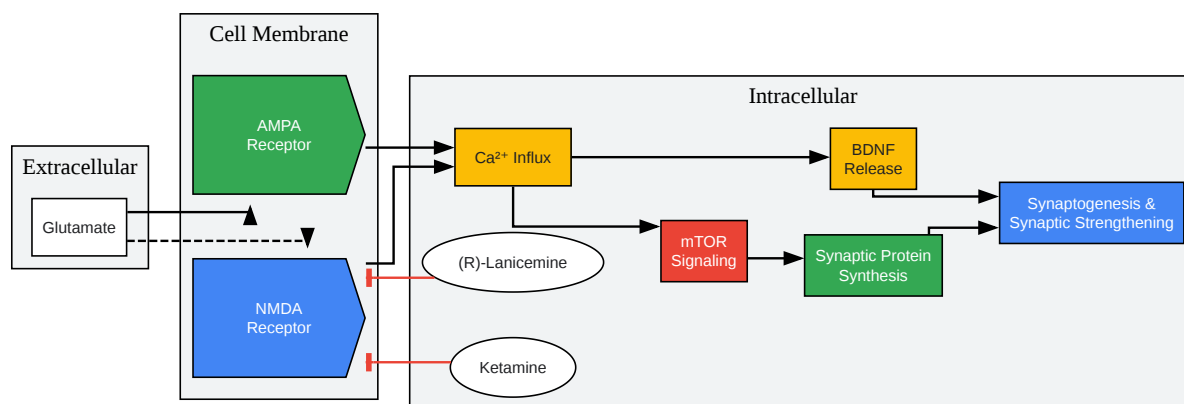 Cell Membrane
Extracellular
Glutamate
AMPA
Receptor
NMDA
Receptor
Intracellular
Ca²⁺ Influx
BDNF
Release
(R)-Lanicemine
Ketamine
mTOR
Signaling
Synaptic Protein
Synthesis
Synaptogenesis &
Synaptic Strengthening